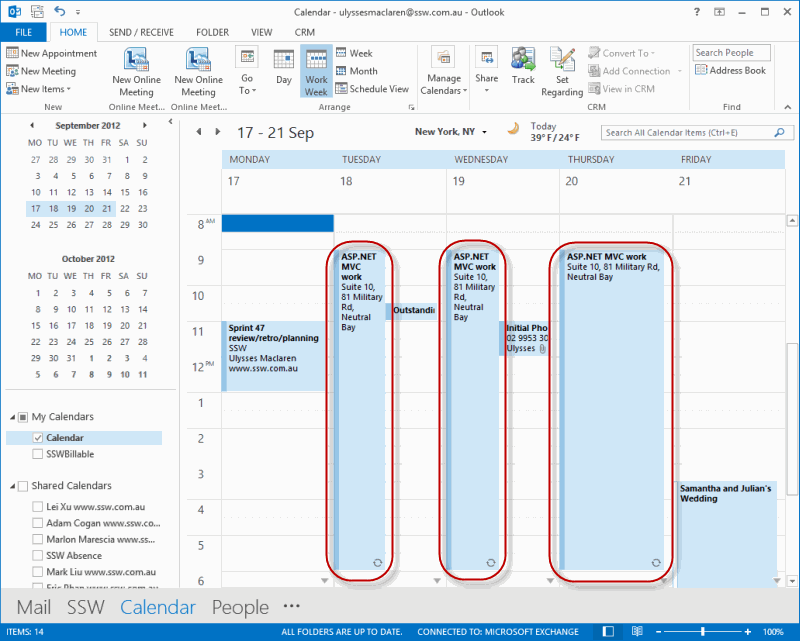 Calendar - ulyssesmaclaren@ssw.com.au - Outlook
FILE HOME SEND / RECEIVE FOLDER VIEW CRM
New Appointment
New Meeting
New Items
New Online Meeting
New Online Meeting
Go To
Day
Work Week
Week
Month
Schedule View
Manage Calendars
Share
Track
Set Regarding
Convert To
Add Connection
View in CRM
Search People
Address Book
New Online Meet... Online Meet... Arrange CRM Find
September 2012
MO TU WE TH FR SA SU
27 28 29 30 31 1 2
3 4 5 6 7 8 9
10 11 12 13 14 15 16
17 18 19 20 21 22 23
24 25 26 27 28 29 30
October 2012
MO TU WE TH FR SA SU
1 2 3 4 5 6 7
8 9 10 11 12 13 14
15 16 17 18 19 20 21
22 23 24 25 26 27 28
29 30 31 1 2 3 4
5 6 7 8 9 10 11
My Calendars
Calendar
SSWBillable
Shared Calendars
Lei Xu www.ssw.com.au
Adam Cogan www.ssw.co...
Marlon Marescia www.ss...
SSW Absence
Mark Liu www.ssw.com.au
17 - 21 Sep
New York, NY
Today
39°F/24°F
Search All Calendar Items (Ctrl+E)
MONDAY TUESDAY WEDNESDAY THURSDAY FRIDAY
17 18 19 20 21
8 AM
9
10
11
12 PM
1
2
3
4
5
6
Sprint 47
review/retro/planning
SSW
Ulysses Maclaren
www.ssw.com.au
ASP.NET
MVC
work
Suite 10,
81 Military
Rd,
Neutral
Bay
Outstandin
ASP.NET
MVC work
Suite 10,
81 Military
Rd,
Neutral
Bay
Initial Pho
02 9953 30
Ulysses
ASP.NET MVC work
Suite 10, 81 Military Rd,
Neutral Bay
Samantha and Julian's
Wedding
Mail SSW Calendar People ...
ITEMS: 14 ALL FOLDERS ARE UP TO DATE. CONNECTED TO: MICROSOFT EXCHANGE 100%